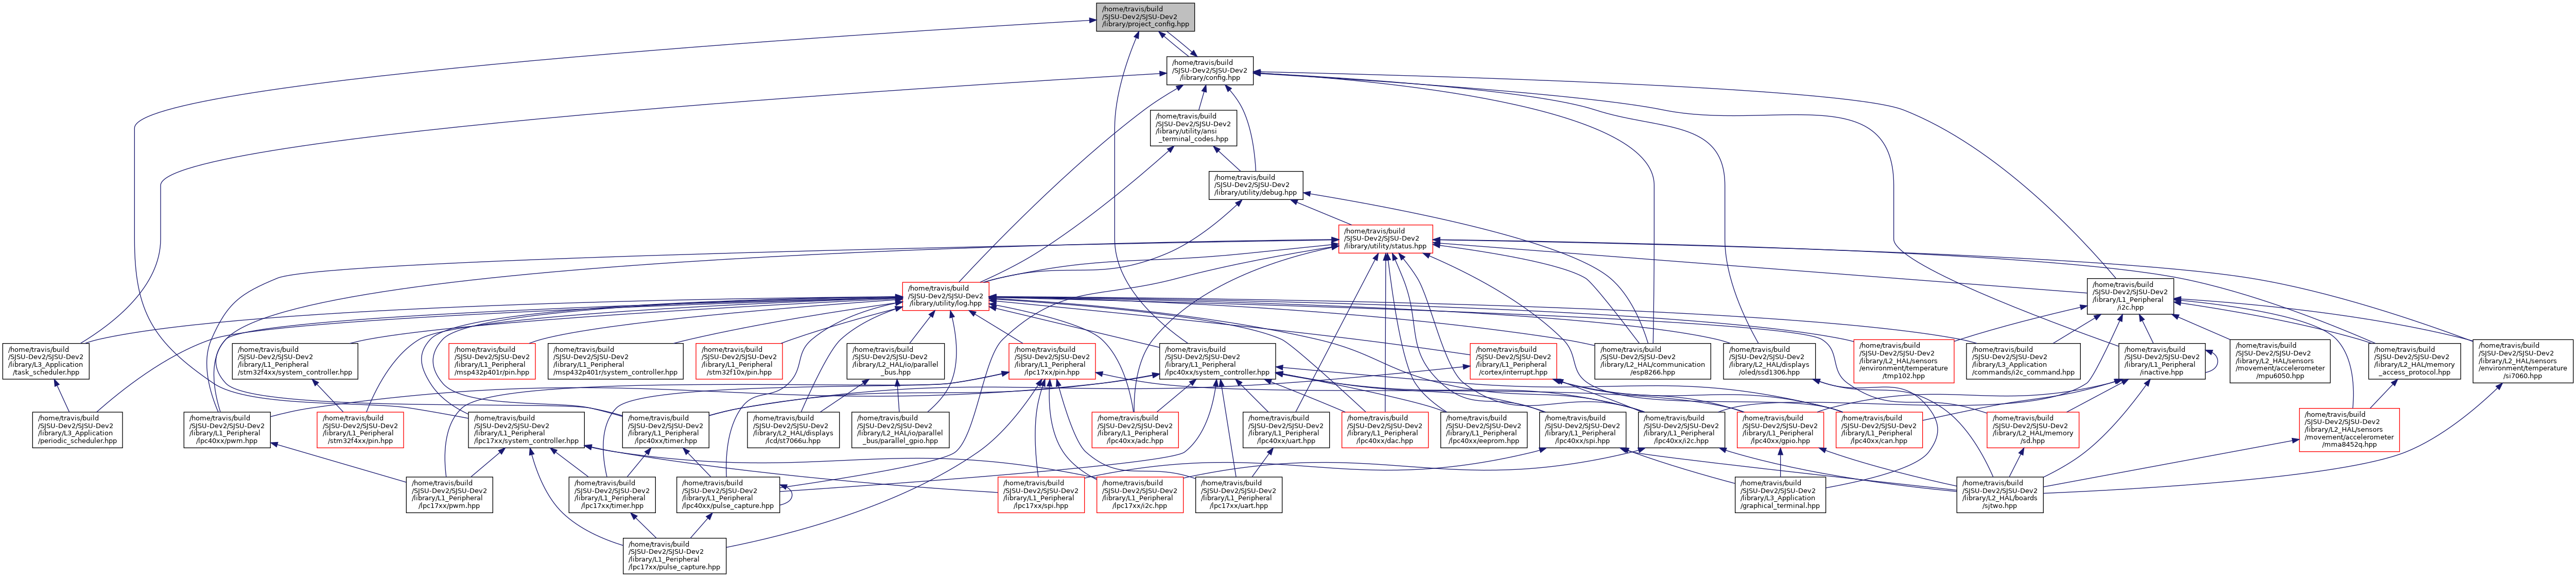 /home/travis/build
/SJSU-Dev2/SJSU-Dev2
/library/project_config.hpp
/home/travis/build
/SJSU-Dev2/SJSU-Dev2
/library/config.hpp
/home/travis/build
/SJSU-Dev2/SJSU-Dev2
/library/utility/ansi
_terminal_codes.hpp
/home/travis/build
/SJSU-Dev2/SJSU-Dev2
/library/utility/debug.hpp
/home/travis/build
/SJSU-Dev2/SJSU-Dev2
/library/utility/status.hpp
/home/travis/build
/SJSU-Dev2/SJSU-Dev2
/library/utility/log.hpp
/home/travis/build
/SJSU-Dev2/SJSU-Dev2
/library/L1_Peripheral
/i2c.hpp
/home/travis/build
/SJSU-Dev2/SJSU-Dev2
/library/L3_Application
/task_scheduler.hpp
/home/travis/build
/SJSU-Dev2/SJSU-Dev2
/library/L1_Peripheral
/stm32f4xx/system_controller.hpp
/home/travis/build
/SJSU-Dev2/SJSU-Dev2
/library/L1_Peripheral
/msp432p401r/pin.hpp
/home/travis/build
/SJSU-Dev2/SJSU-Dev2
/library/L1_Peripheral
/msp432p401r/system_controller.hpp
/home/travis/build
/SJSU-Dev2/SJSU-Dev2
/library/L1_Peripheral
/stm32f10x/pin.hpp
/home/travis/build
/SJSU-Dev2/SJSU-Dev2
/library/L2_HAL/io/parallel
_bus.hpp
/home/travis/build
/SJSU-Dev2/SJSU-Dev2
/library/L1_Peripheral
/lpc17xx/pin.hpp
/home/travis/build
/SJSU-Dev2/SJSU-Dev2
/library/L1_Peripheral
/lpc40xx/system_controller.hpp
/home/travis/build
/SJSU-Dev2/SJSU-Dev2
/library/L1_Peripheral
/cortex/interrupt.hpp
/home/travis/build
/SJSU-Dev2/SJSU-Dev2
/library/L2_HAL/communication
/esp8266.hpp
/home/travis/build
/SJSU-Dev2/SJSU-Dev2
/library/L2_HAL/displays
/oled/ssd1306.hpp
/home/travis/build
/SJSU-Dev2/SJSU-Dev2
/library/L2_HAL/sensors
/environment/temperature
/tmp102.hpp
/home/travis/build
/SJSU-Dev2/SJSU-Dev2
/library/L3_Application
/commands/i2c_command.hpp
/home/travis/build
/SJSU-Dev2/SJSU-Dev2
/library/L1_Peripheral
/inactive.hpp
/home/travis/build
/SJSU-Dev2/SJSU-Dev2
/library/L2_HAL/sensors
/movement/accelerometer
/mpu6050.hpp
/home/travis/build
/SJSU-Dev2/SJSU-Dev2
/library/L2_HAL/memory
_access_protocol.hpp
/home/travis/build
/SJSU-Dev2/SJSU-Dev2
/library/L2_HAL/sensors
/environment/temperature
/si7060.hpp
/home/travis/build
/SJSU-Dev2/SJSU-Dev2
/library/L3_Application
/periodic_scheduler.hpp
/home/travis/build
/SJSU-Dev2/SJSU-Dev2
/library/L1_Peripheral
/lpc40xx/pwm.hpp
/home/travis/build
/SJSU-Dev2/SJSU-Dev2
/library/L1_Peripheral
/stm32f4xx/pin.hpp
/home/travis/build
/SJSU-Dev2/SJSU-Dev2
/library/L1_Peripheral
/lpc17xx/system_controller.hpp
/home/travis/build
/SJSU-Dev2/SJSU-Dev2
/library/L1_Peripheral
/lpc40xx/timer.hpp
/home/travis/build
/SJSU-Dev2/SJSU-Dev2
/library/L2_HAL/displays
/lcd/st7066u.hpp
/home/travis/build
/SJSU-Dev2/SJSU-Dev2
/library/L2_HAL/io/parallel
_bus/parallel_gpio.hpp
/home/travis/build
/SJSU-Dev2/SJSU-Dev2
/library/L1_Peripheral
/lpc40xx/adc.hpp
/home/travis/build
/SJSU-Dev2/SJSU-Dev2
/library/L1_Peripheral
/lpc40xx/uart.hpp
/home/travis/build
/SJSU-Dev2/SJSU-Dev2
/library/L1_Peripheral
/lpc40xx/dac.hpp
/home/travis/build
/SJSU-Dev2/SJSU-Dev2
/library/L1_Peripheral
/lpc40xx/eeprom.hpp
/home/travis/build
/SJSU-Dev2/SJSU-Dev2
/library/L1_Peripheral
/lpc40xx/spi.hpp
/home/travis/build
/SJSU-Dev2/SJSU-Dev2
/library/L1_Peripheral
/lpc40xx/i2c.hpp
/home/travis/build
/SJSU-Dev2/SJSU-Dev2
/library/L1_Peripheral
/lpc40xx/gpio.hpp
/home/travis/build
/SJSU-Dev2/SJSU-Dev2
/library/L1_Peripheral
/lpc40xx/can.hpp
/home/travis/build
/SJSU-Dev2/SJSU-Dev2
/library/L2_HAL/memory
/sd.hpp
/home/travis/build
/SJSU-Dev2/SJSU-Dev2
/library/L2_HAL/sensors
/movement/accelerometer
/mma8452q.hpp
/home/travis/build
/SJSU-Dev2/SJSU-Dev2
/library/L1_Peripheral
/lpc17xx/pwm.hpp
/home/travis/build
/SJSU-Dev2/SJSU-Dev2
/library/L1_Peripheral
/lpc17xx/timer.hpp
/home/travis/build
/SJSU-Dev2/SJSU-Dev2
/library/L1_Peripheral
/lpc40xx/pulse_capture.hpp
/home/travis/build
/SJSU-Dev2/SJSU-Dev2
/library/L1_Peripheral
/lpc17xx/spi.hpp
/home/travis/build
/SJSU-Dev2/SJSU-Dev2
/library/L1_Peripheral
/lpc17xx/i2c.hpp
/home/travis/build
/SJSU-Dev2/SJSU-Dev2
/library/L1_Peripheral
/lpc17xx/uart.hpp
/home/travis/build
/SJSU-Dev2/SJSU-Dev2
/library/L3_Application
/graphical_terminal.hpp
/home/travis/build
/SJSU-Dev2/SJSU-Dev2
/library/L2_HAL/boards
/sjtwo.hpp
/home/travis/build
/SJSU-Dev2/SJSU-Dev2
/library/L1_Peripheral
/lpc17xx/pulse_capture.hpp